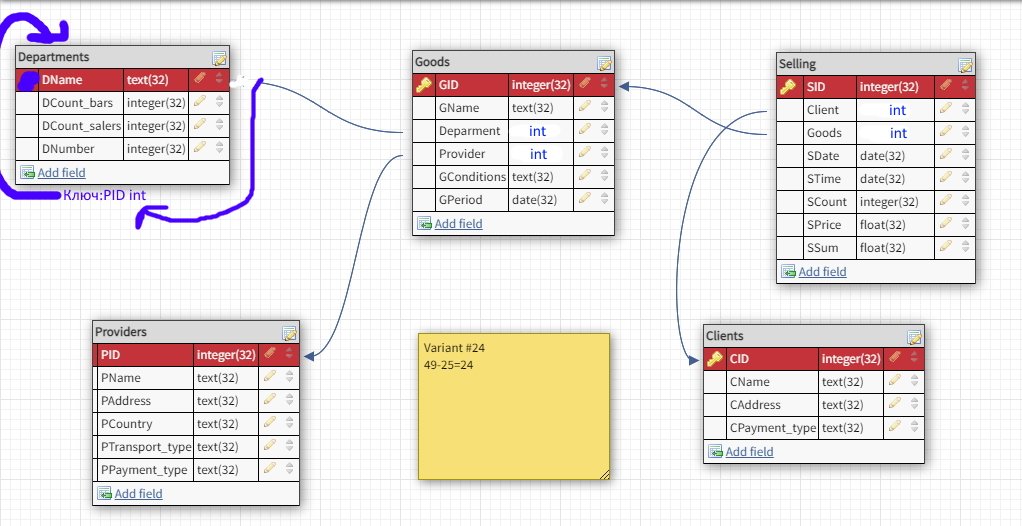 Departments
DName text(32)
DCount_bars integer(32)
DCount_salers integer(32)
DNumber integer(32)
Add field
Ключ:PID int
Goods
GID integer(32)
GName text(32)
Deparment int
Provider int
GConditions text(32)
GPeriod date(32)
Add field
Selling
SID integer(32)
Client int
Goods int
SDate date(32)
STime date(32)
SCount integer(32)
SPrice float(32)
SSum float(32)
Add field
Providers
PID integer(32)
PName text(32)
PAddress text(32)
PCountry text(32)
PTransport_type text(32)
PPayment_type text(32)
Add field
Variant #24
49-25=24
Clients
CID integer(32)
CName text(32)
CAddress text(32)
CPayment_type text(32)
Add field